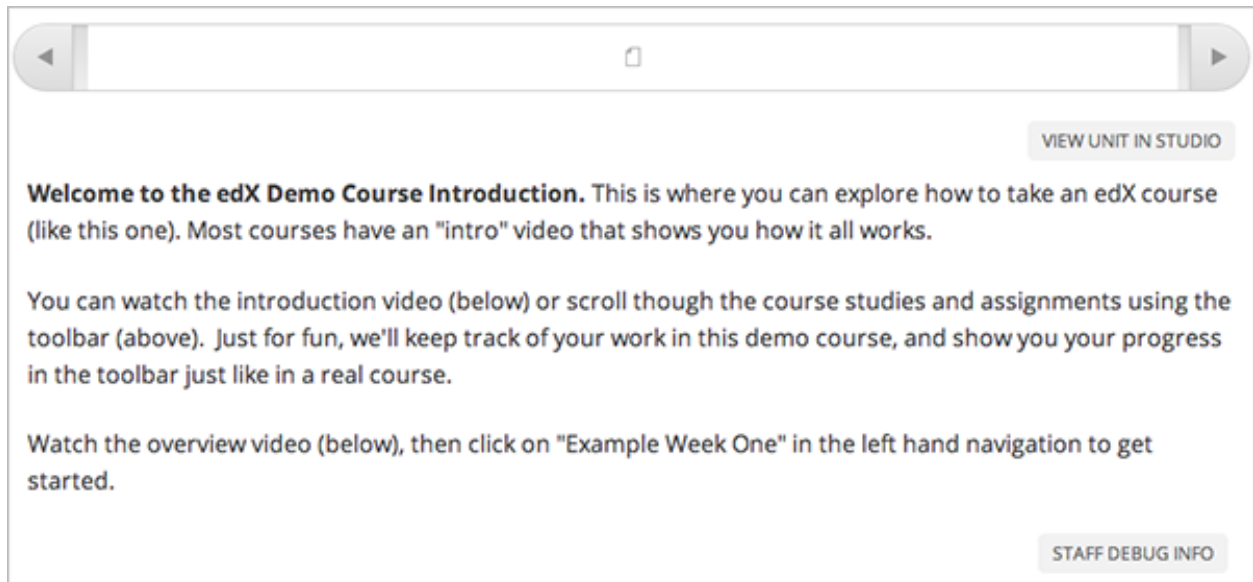 VIEW UNIT IN STUDIO
Welcome to the edX Demo Course Introduction. This is where you can explore how to take an edX course
(like this one). Most courses have an "intro" video that shows you how it all works.
You can watch the introduction video (below) or scroll though the course studies and assignments using the
toolbar (above).  Just for fun, we'll keep track of your work in this demo course, and show you your progress
in the toolbar just like in a real course.
Watch the overview video (below), then click on "Example Week One" in the left hand navigation to get
started.
STAFF DEBUG INFO